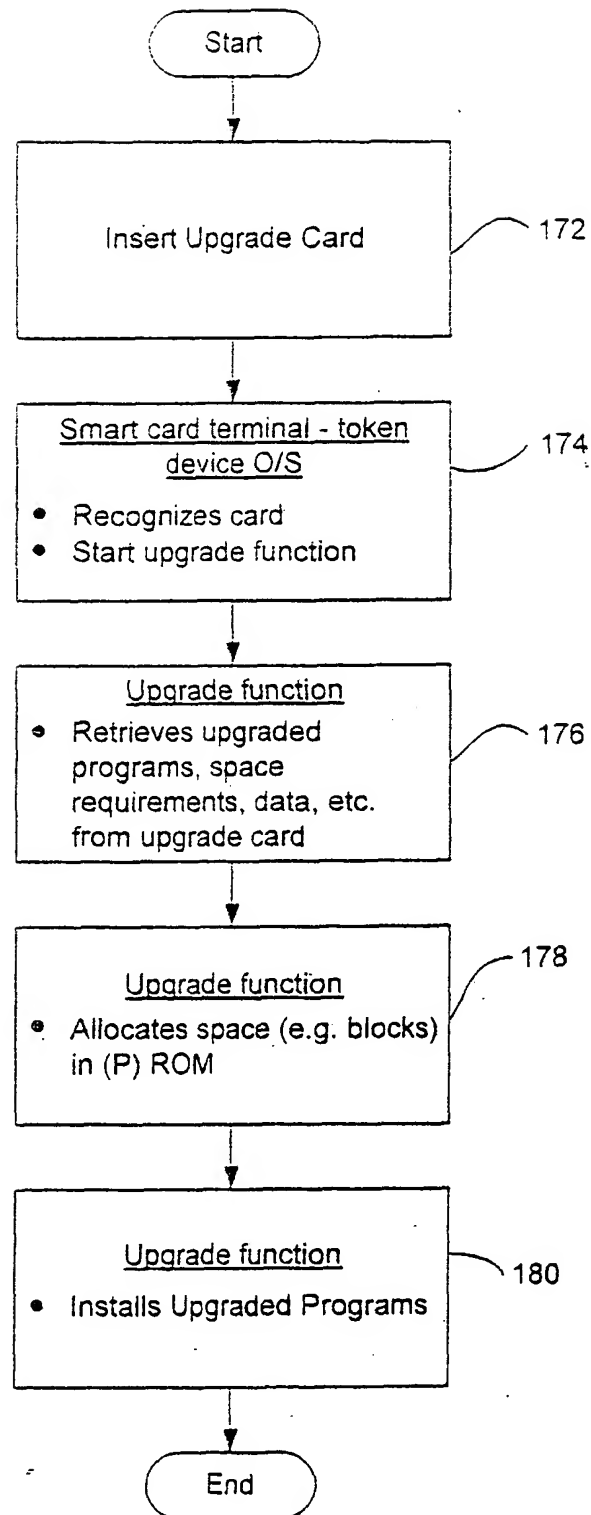 Start
Insert Upgrade Card
172
Smart card terminal - token
device O/S
• Recognizes card
• Start upgrade function
174
Upgrade function
• Retrieves upgraded
programs, space
requirements, data, etc.
from upgrade card
176
Upgrade function
• Allocates space (e.g. blocks)
in (P) ROM
178
Upgrade function
• Installs Upgraded Programs
180
End